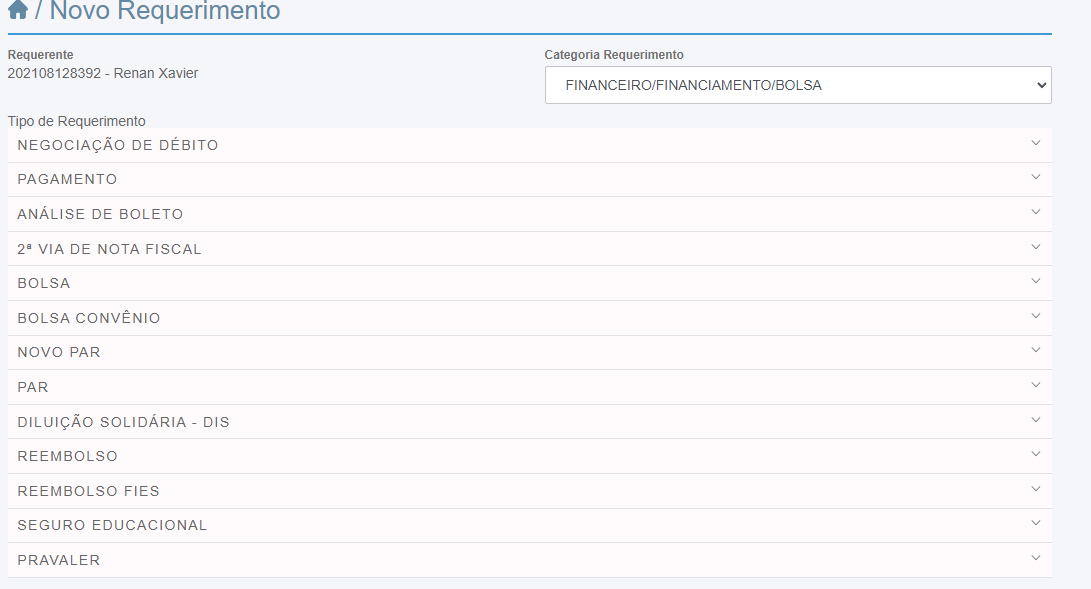 / Novo Requerimento
Requerente
202108128392 - Renan Xavier
Categoria Requerimento
FINANCEIRO/FINANCIAMENTO/BOLSA
Tipo de Requerimento
NEGOCIAÇÃO DE DÉBITO
PAGAMENTO
ANÁLISE DE BOLETO
2ª VIA DE NOTA FISCAL
BOLSA
BOLSA CONVÊNIO
NOVO PAR
PAR
DILUIÇÃO SOLIDÁRIA - DIS
REEMBOLSO
REEMBOLSO FIES
SEGURO EDUCACIONAL
PRAVALER